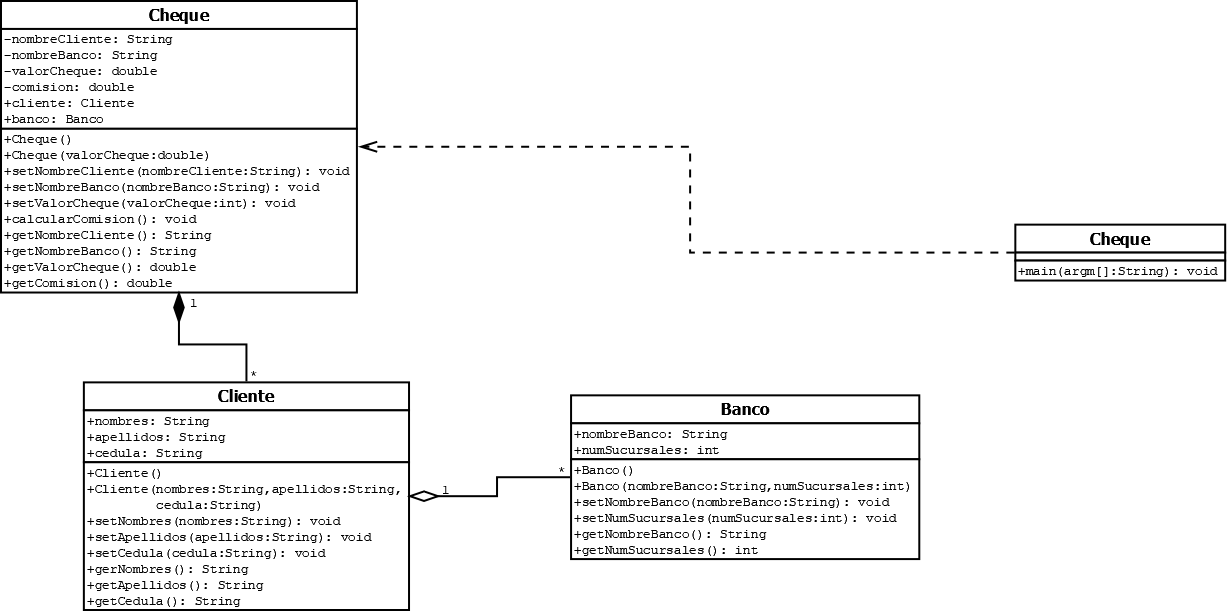 Cheque
-nombreCliente: String
-nombreBanco: String
-valorCheque: double
-comision: double
+cliente: Cliente
+banco: Banco
+Cheque()
+Cheque(valorCheque:double)
+setNombreCliente(nombreCliente:String): void
+setNombreBanco(nombreBanco:String): void
+setValorCheque(valorCheque:int): void
+calcularComision(): void
+getNombreCliente(): String
+getNombreBanco(): String
+getValorCheque(): double
+getComision(): double
1
*
Cheque
+main(argm[]:String): void
Cliente
+nombres: String
+apellidos: String
+cedula: String
+Cliente()
+Cliente(nombres:String,apellidos:String,
cedula:String)
+setNombres(nombres:String): void
+setApellidos(apellidos:String): void
+setCedula(cedula:String): void
+gerNombres(): String
+getApellidos(): String
+getCedula(): String
1
*
Banco
+nombreBanco: String
+numSucursales: int
+Banco()
+Banco(nombreBanco:String,numSucursales:int)
+setNombreBanco(nombreBanco:String): void
+setNumSucursales(numSucursales:int): void
+getNombreBanco(): String
+getNumSucursales(): int